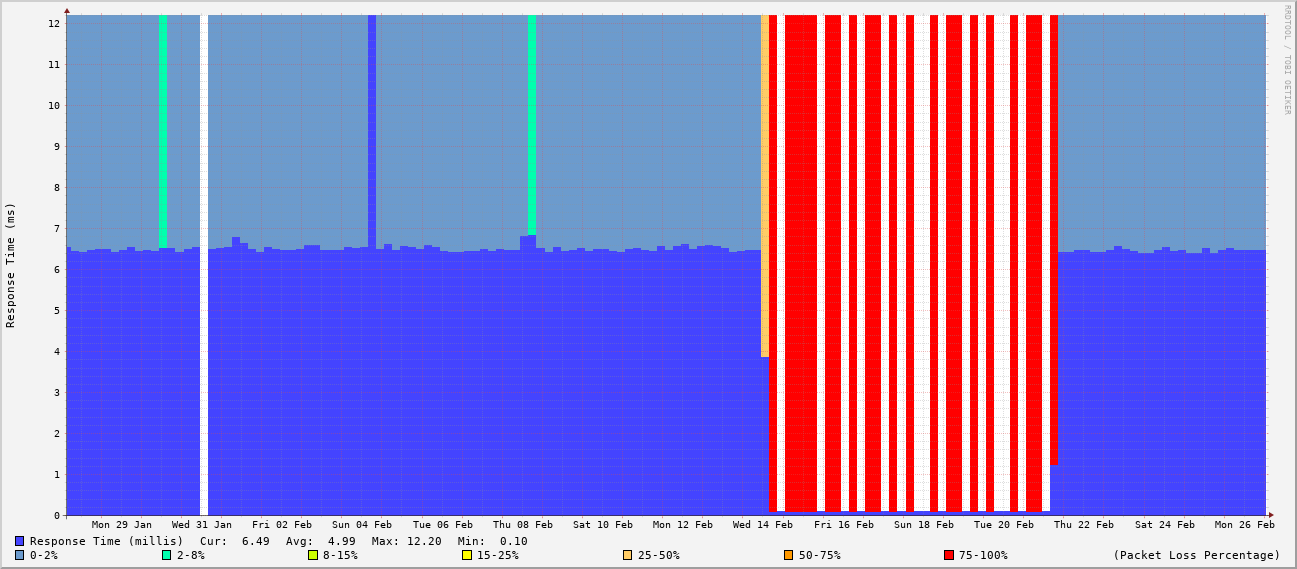 RRDTOOL / TOBI OETIKER
Response Time (ms)
12
11
10
9
8
7
6
5
4
3
2
1
0
Mon 29 Jan Wed 31 Jan Fri 02 Feb Sun 04 Feb Tue 06 Feb Thu 08 Feb Sat 10 Feb Mon 12 Feb Wed 14 Feb Fri 16 Feb Sun 18 Feb Tue 20 Feb Thu 22 Feb Sat 24 Feb Mon 26 Feb
Response Time (millis) Cur: 6.49 Avg: 4.99 Max: 12.20 Min: 0.10
0-2% 2-8% 8-15% 15-25% 25-50% 50-75% 75-100% (Packet Loss Percentage)